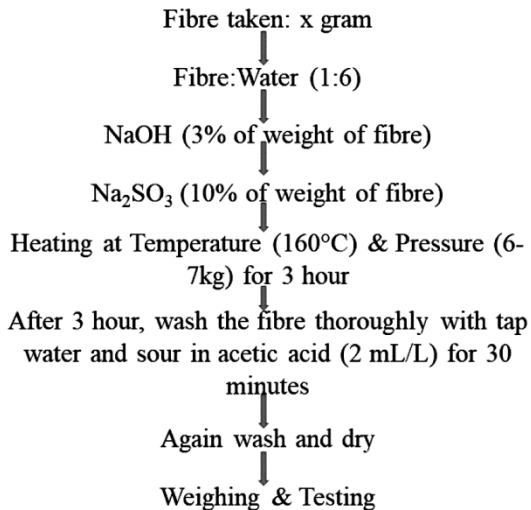 Fibre taken: x gram
Fibre:Water (1:6)
NaOH (3% of weight of fibre)
Na₂SO₃ (10% of weight of fibre)
Heating at Temperature (160°C) & Pressure (6-
7kg) for 3 hour
After 3 hour, wash the fibre thoroughly with tap
water and sour in acetic acid (2 mL/L) for 30
minutes
Again wash and dry
Weighing & Testing